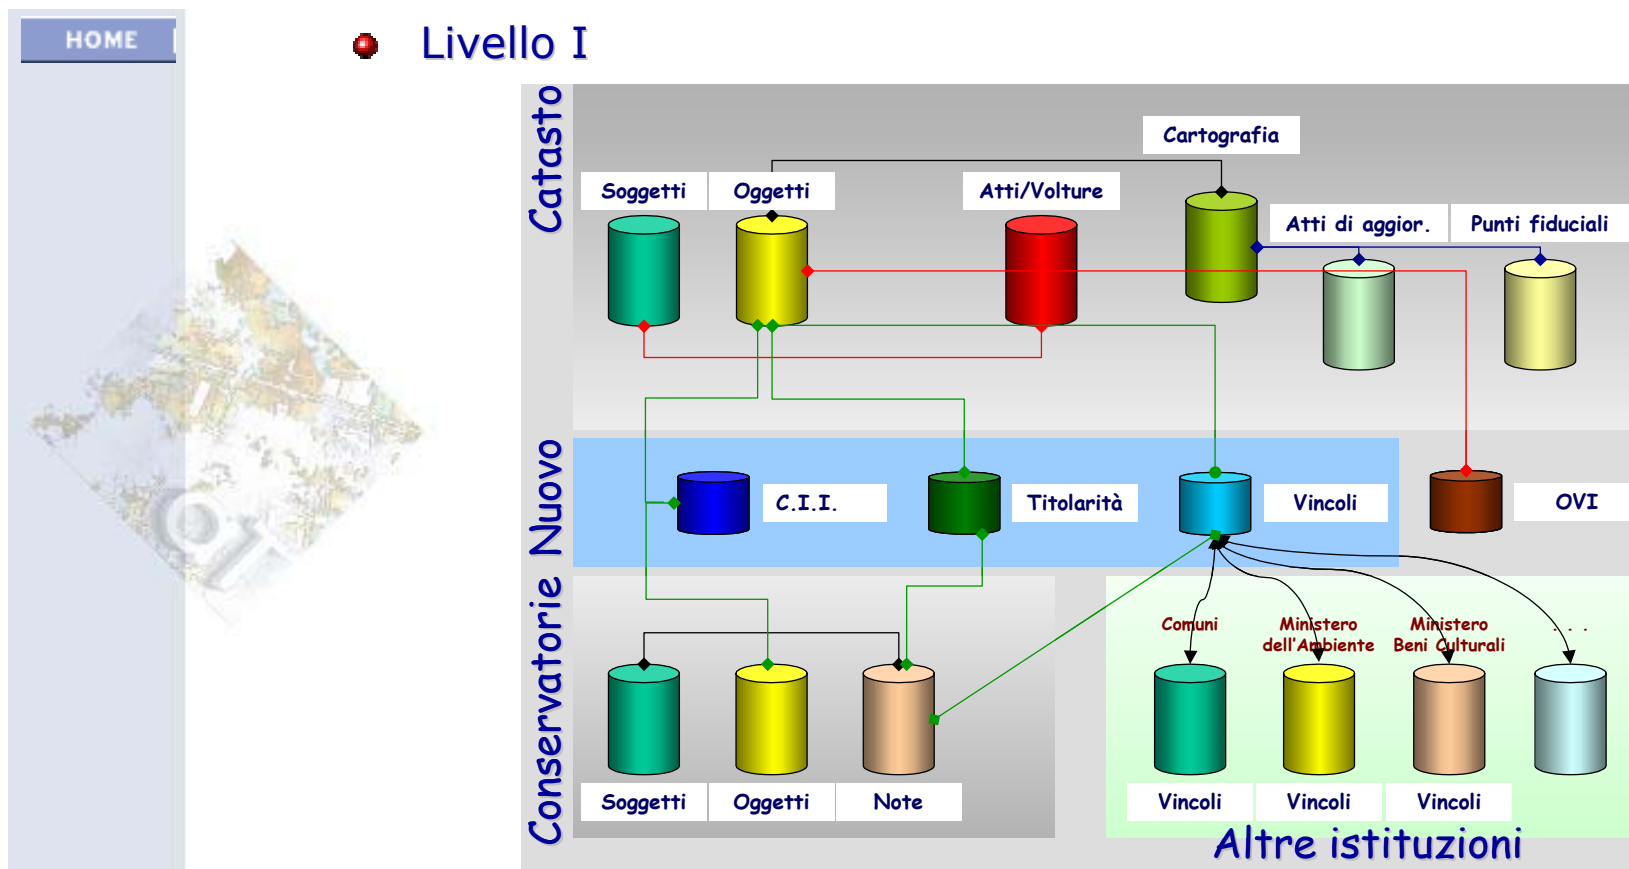 HOME
Livello I
Catasto
Cartografia
Soggetti
Oggetti
Atti/Volture
Atti di aggior.
Punti fiduciali
Nuovo
C.I.I.
Titolarità
Vincoli
OVI
Conservatorie
Comuni
Ministero
dell'Ambiente
Ministero
Beni Culturali
. . .
Soggetti
Oggetti
Note
Vincoli
Vincoli
Vincoli
Altre istituzioni